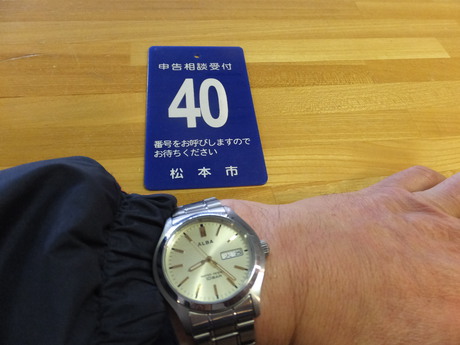 申告相談受付
40
番号をお呼びしますので
お待ちください
松本市
ALBA